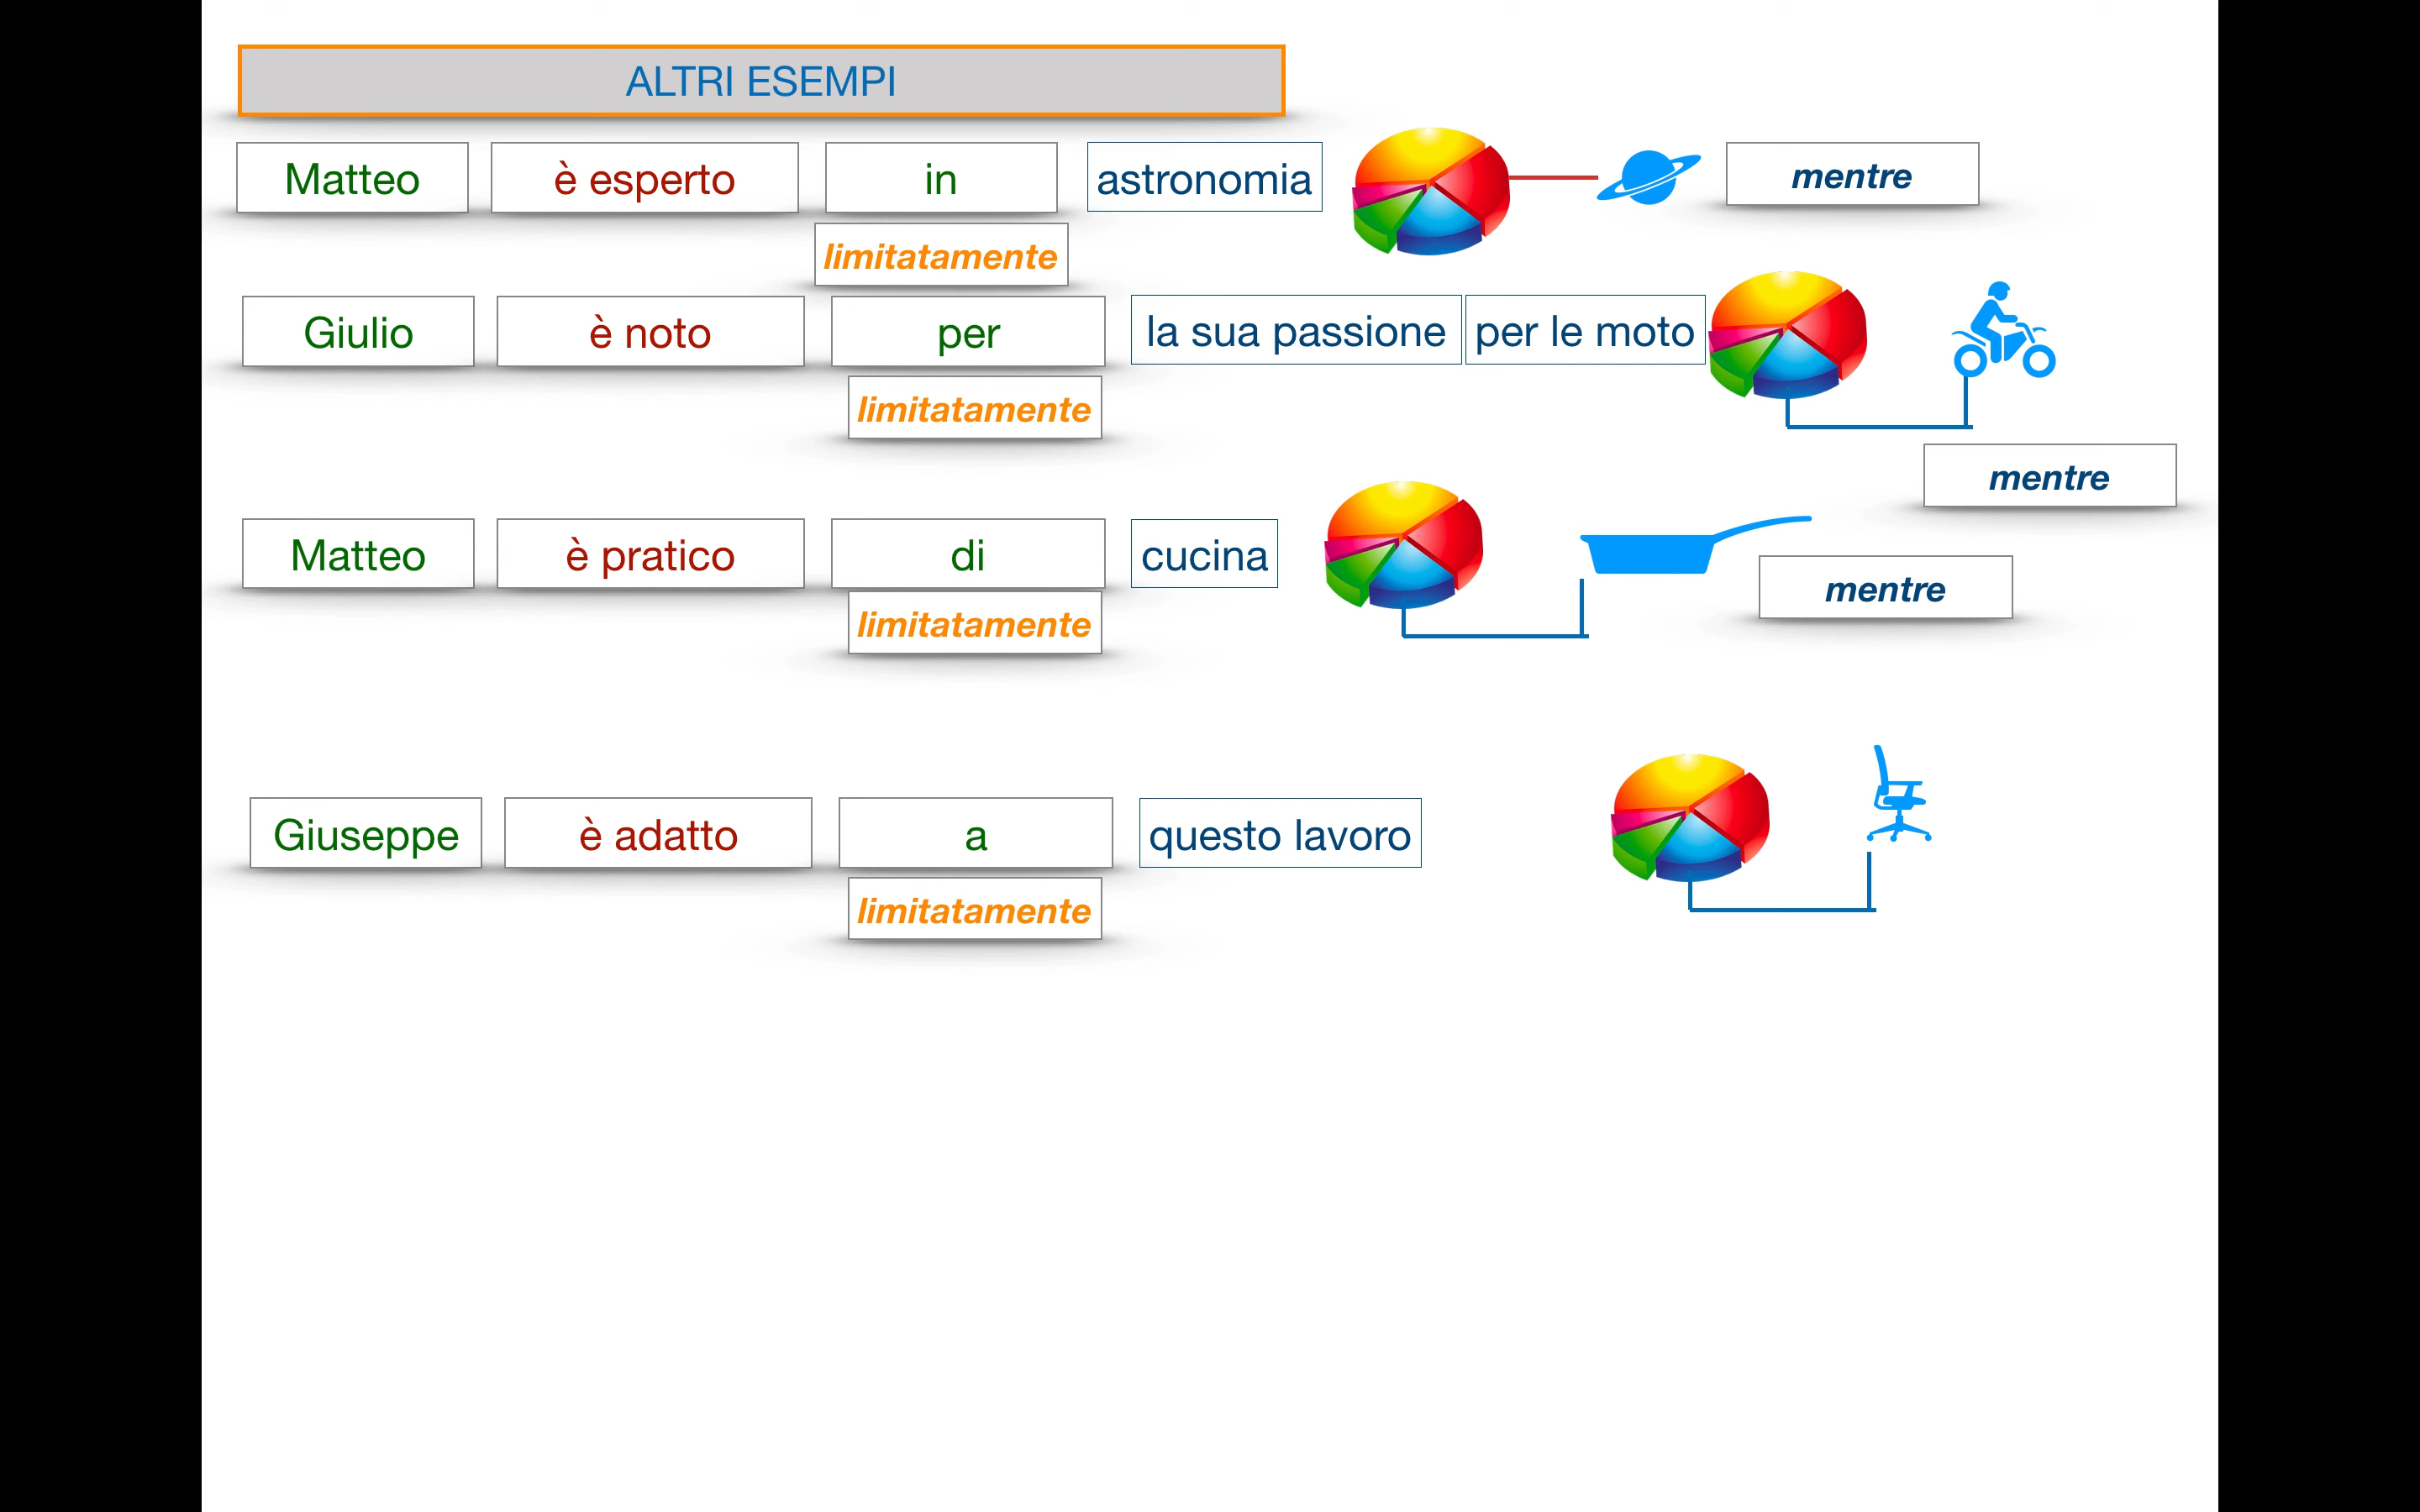 ALTRI ESEMPI
Matteo è esperto in astronomia mentre
limitatamente
Giulio è noto per la sua passione per le moto
limitatamente
mentre
Matteo è pratico di cucina
mentre
limitatamente
Giuseppe è adatto a questo lavoro
limitatamente